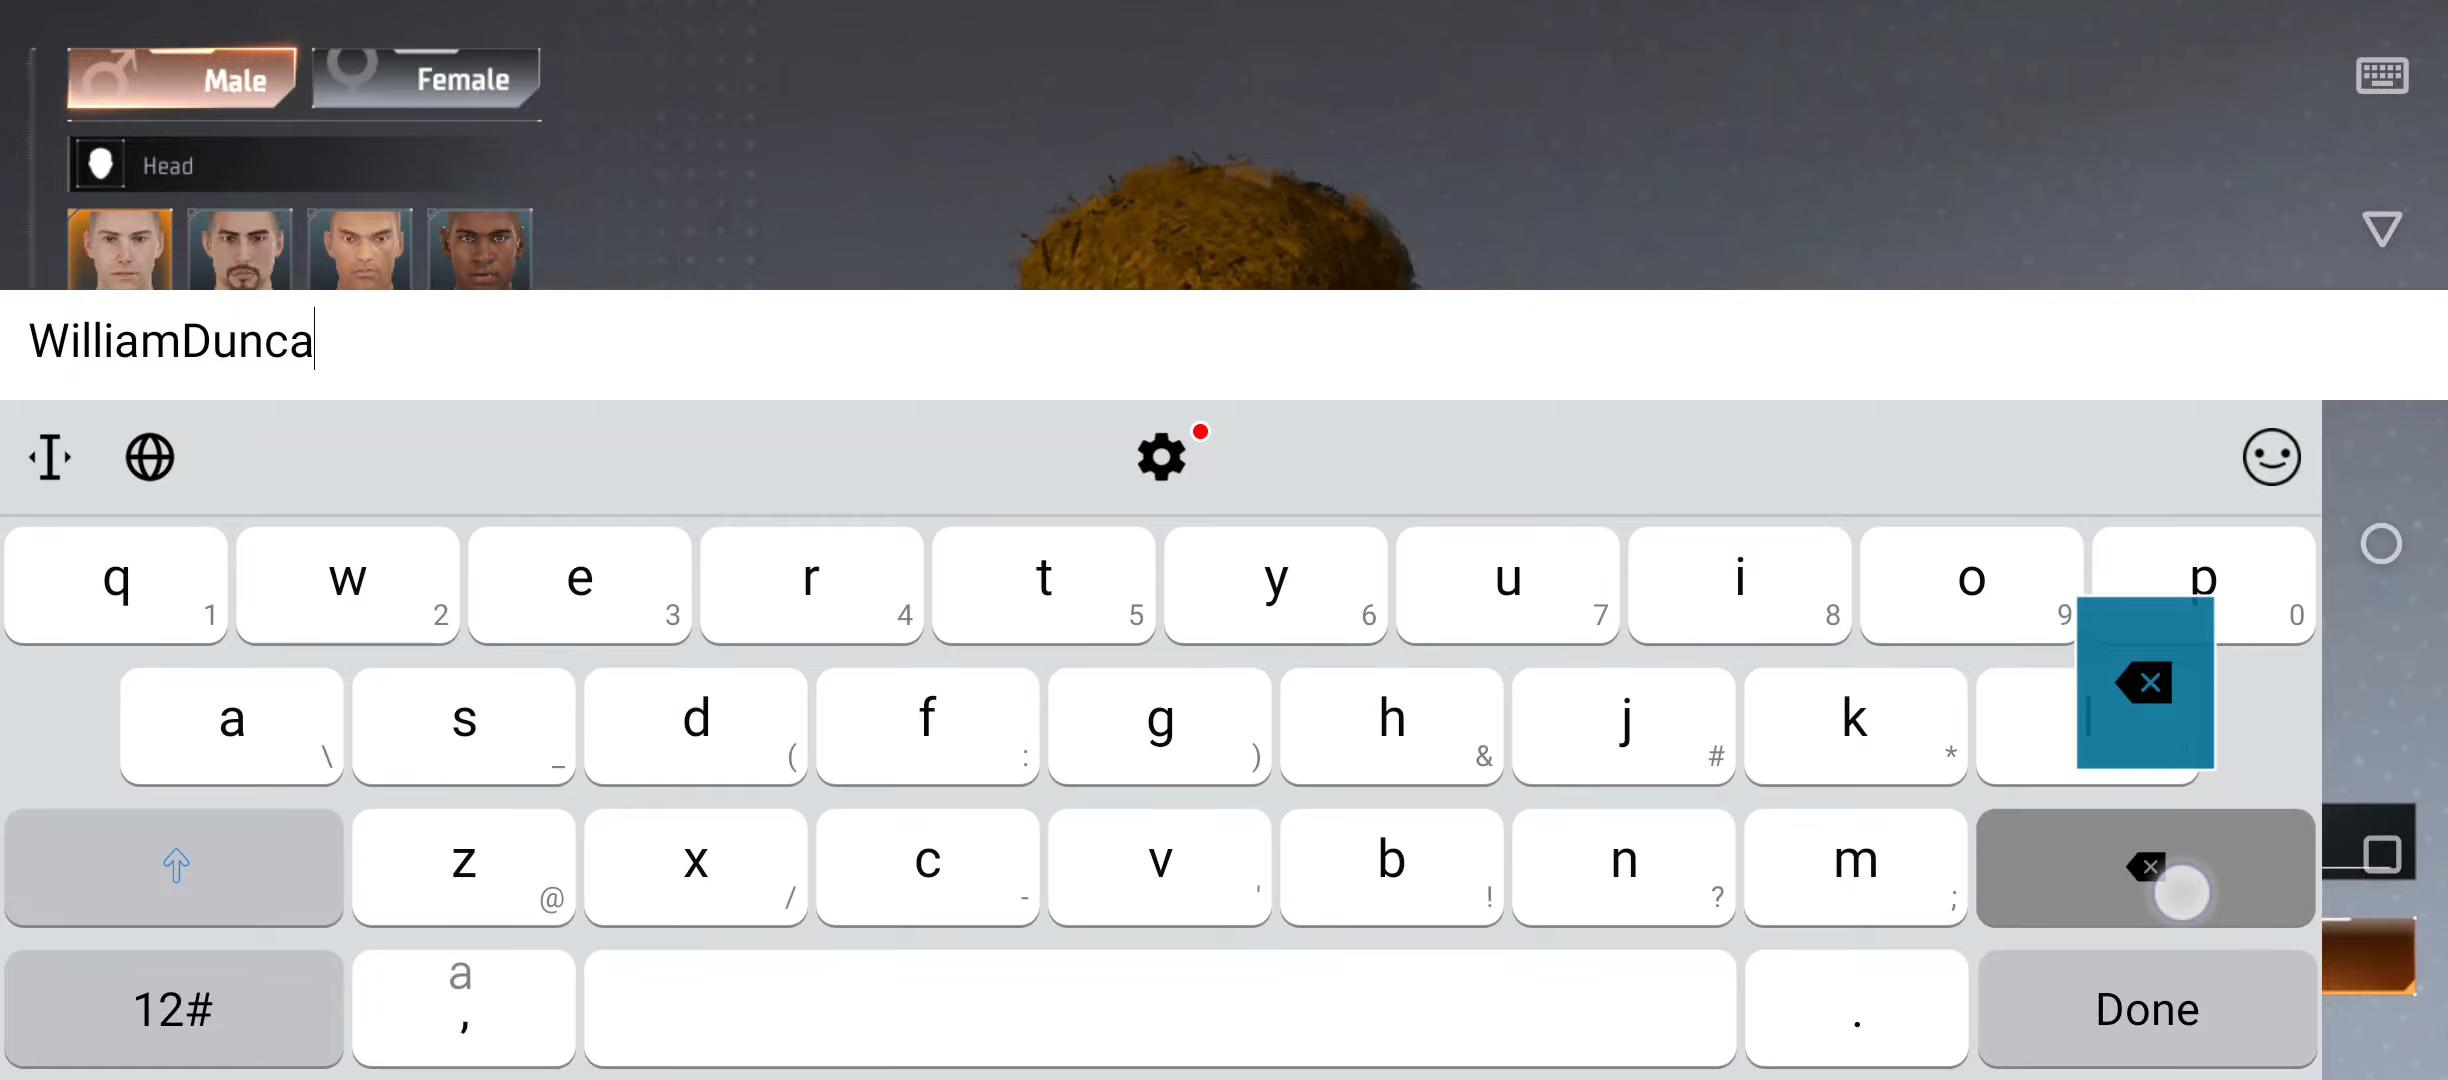 Male Female
Head
WilliamDunca
q 1 w 2 e 3 r 4 t 5 y 6 u 7 i 8 o 9 p 0
a \ s _ d ( f : g ) h & j # k * l "
z @ x / c - v ' b ! n ? m ;
12# a , . Done